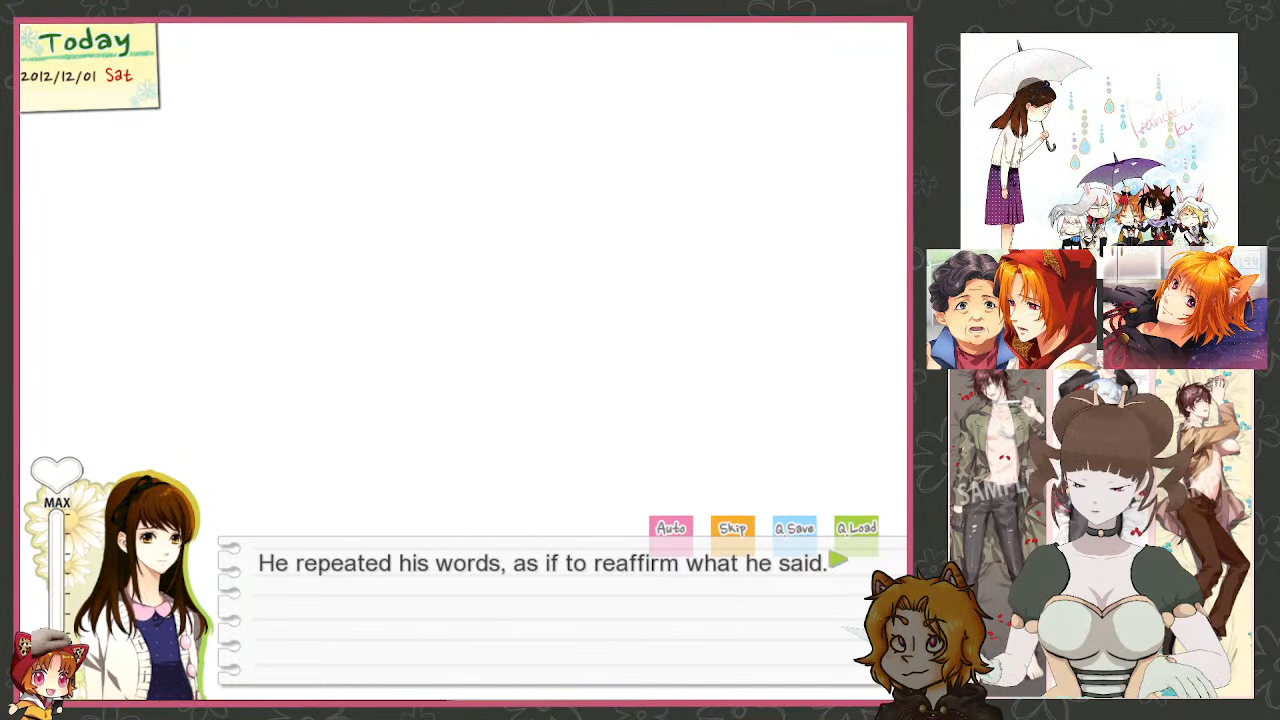 Today
2012/12/01 Sat
MAX
Auto
Skip
Q.Save
Q.Load
He repeated his words, as if to reaffirm what he said.
SAMPL